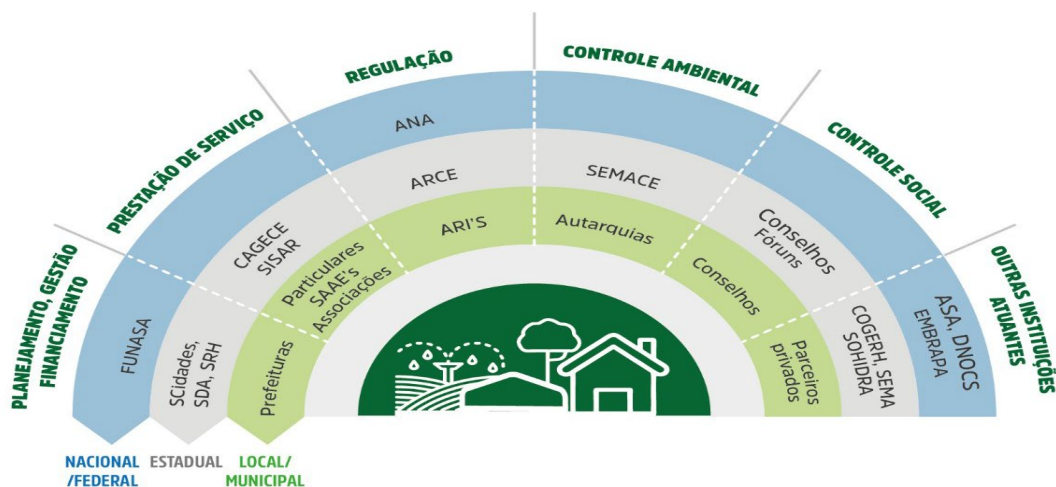 PLANEJAMENTO, GESTÃO
FINANCIAMENTO
PRESTAÇÃO DE SERVIÇO
REGULAÇÃO
CONTROLE AMBIENTAL
CONTROLE SOCIAL
OUTRAS INSTITUIÇÕES
ATUANTES
FUNASA
ANA
ASA, DNOCS
EMBRAPA
Scidades,
SDA, SRH
CAGECE
SISAR
ARCE
SEMACE
Conselhos
Fóruns
COGERH, SEMA
SOHIDRA
Prefeituras
Particulares
SAAE's
Associações
ARI'S
Autarquias
Conselhos
Parceiros
privados
NACIONAL
/FEDERAL
ESTADUAL
LOCAL/
MUNICIPAL